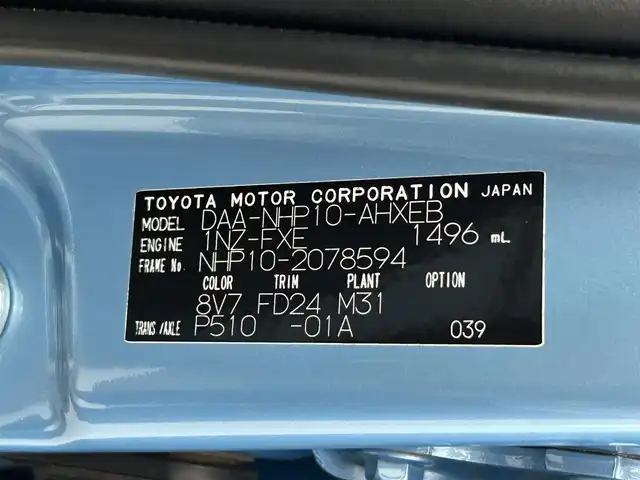 TOYOTA MOTOR CORPORATION JAPAN
MODEL DAA-NHP10-AHXEB
ENGINE 1NZ-FXE 1496 mL
FRAME No. NHP10-2078594
COLOR TRIM PLANT OPTION
8V7 FD24 M31
TRANS/AXLE P510 -01A 039